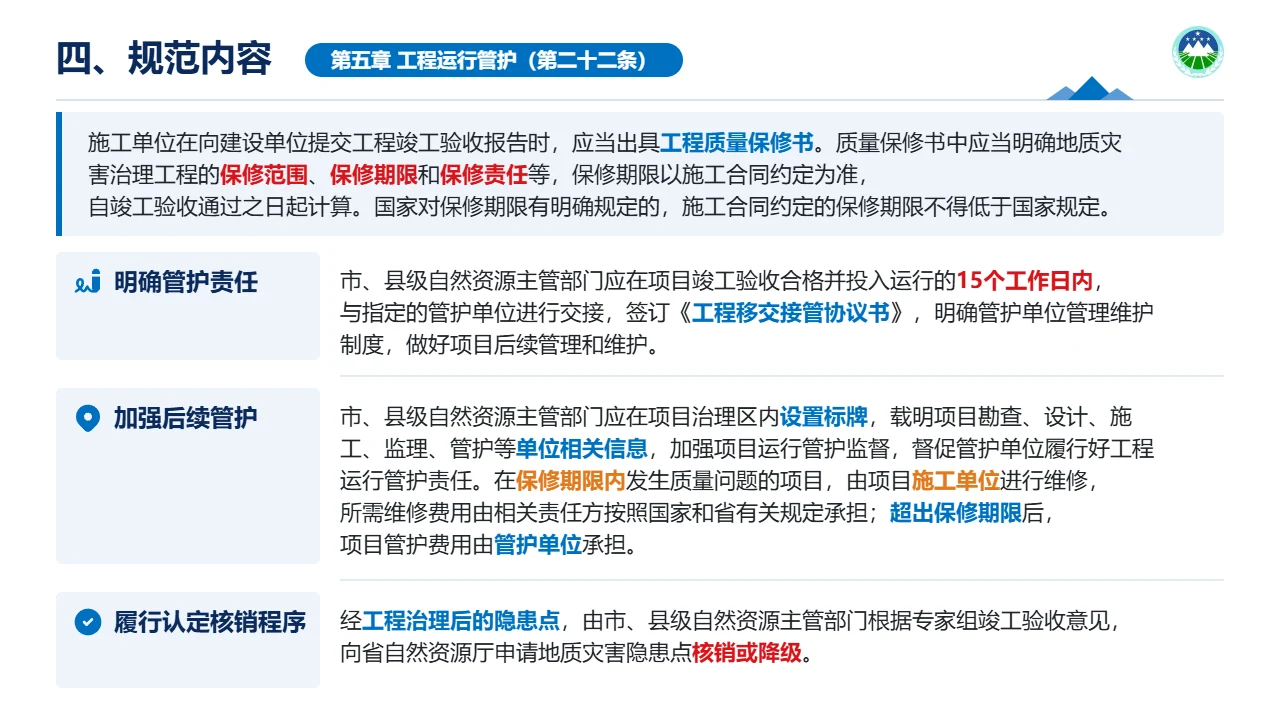 四、规范内容
第五章 工程运行管护（第二十二条）
施工单位在向建设单位提交工程竣工验收报告时，应当出具工程质量保修书。质量保修书中应当明确地质灾
害治理工程的保修范围、保修期限和保修责任等，保修期限以施工合同约定为准，
自竣工验收通过之日起计算。国家对保修期限有明确规定的，施工合同约定的保修期限不得低于国家规定。
明确管护责任
市、县级自然资源主管部门应在项目竣工验收合格并投入运行的15个工作日内，
与指定的管护单位进行交接，签订《工程移交接管协议书》，明确管护单位管理维护
制度，做好项目后续管理和维护。
加强后续管护
市、县级自然资源主管部门应在项目治理区内设置标牌，载明项目勘查、设计、施
工、监理、管护等单位相关信息，加强项目运行管护监督，督促管护单位履行好工程
运行管护责任。在保修期限内发生质量问题的项目，由项目施工单位进行维修，
所需维修费用由相关责任方按照国家和省有关规定承担；超出保修期限后，
项目管护费用由管护单位承担。
履行认定核销程序
经工程治理后的隐患点，由市、县级自然资源主管部门根据专家组竣工验收意见，
向省自然资源厅申请地质灾害隐患点核销或降级。